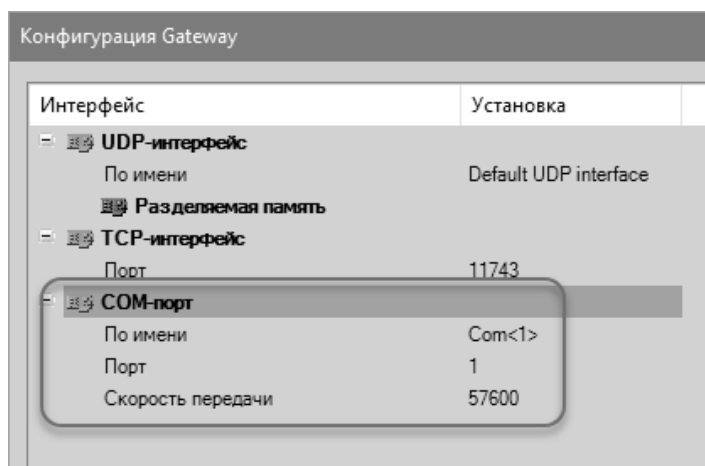 Конфигурация Gateway
Интерфейс Установка
UDP-интерфейс
По имени Default UDP interface
Разделяемая память
TCP-интерфейс
Порт 11743
COM-порт
По имени Com<1>
Порт 1
Скорость передачи 57600